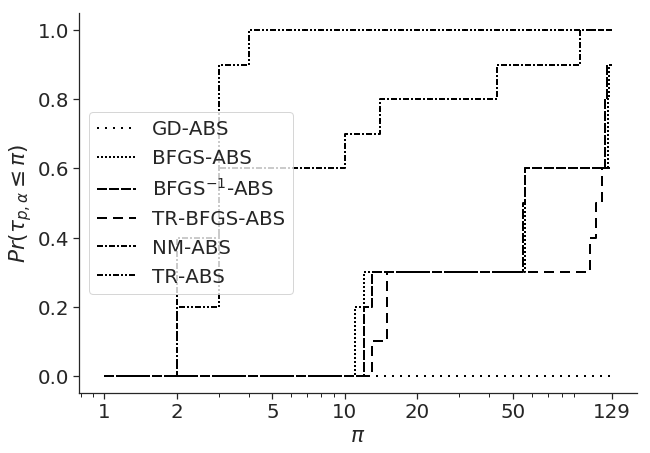 1.0
0.8
0.6
0.4
0.2
0.0
Pr(τp,α ≤ π)
GD-ABS
BFGS-ABS
BFGS⁻¹-ABS
TR-BFGS-ABS
NM-ABS
TR-ABS
1 2 5 10 20 50 129
π